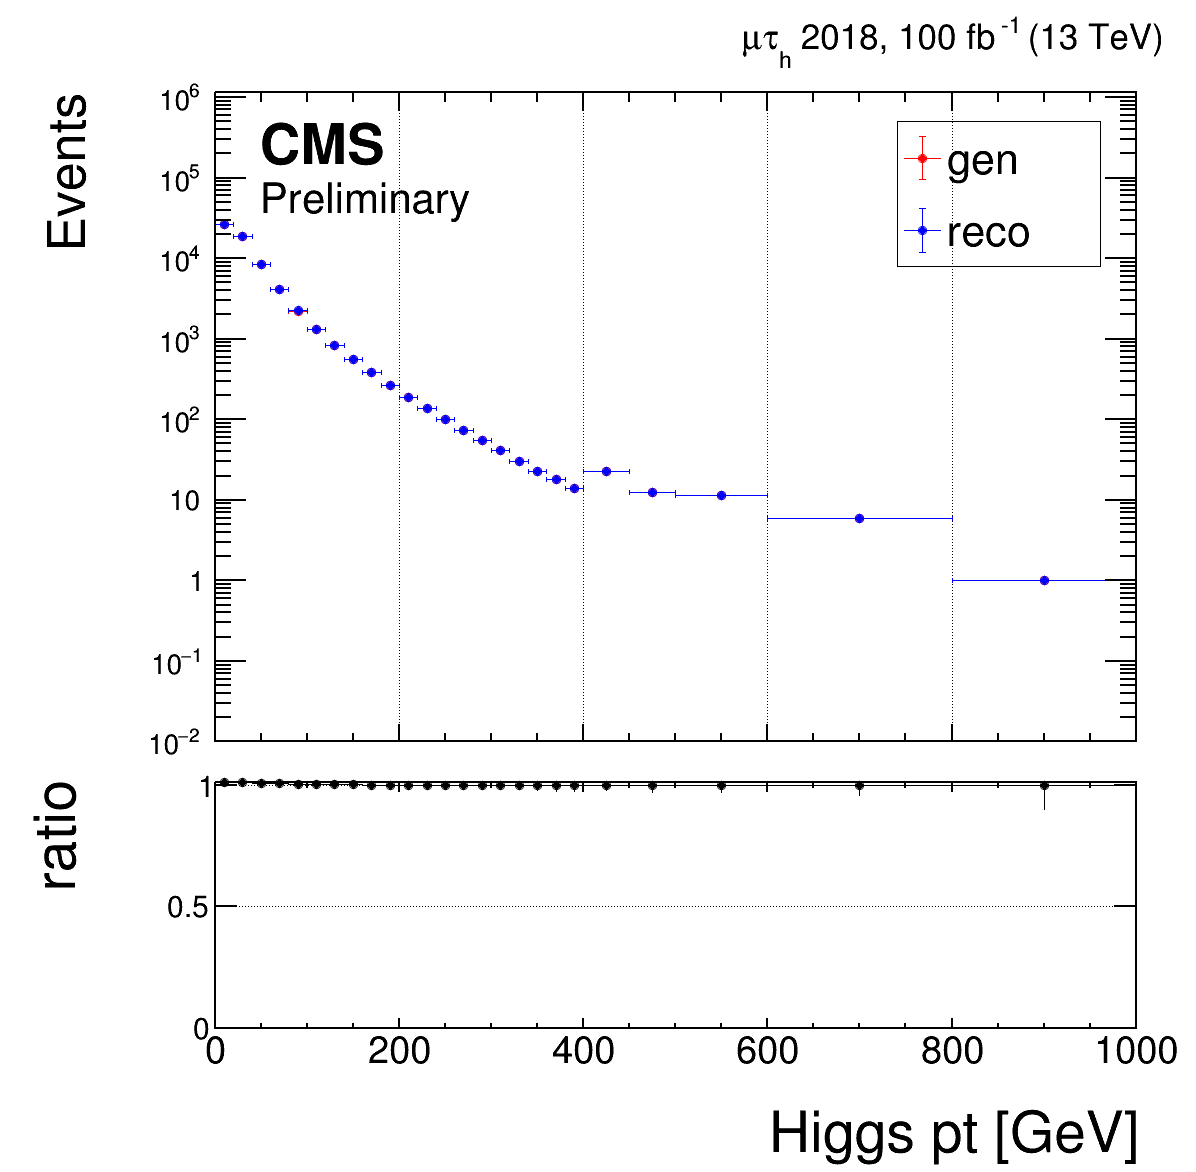 μτh 2018, 100 fb-1 (13 TeV)
Events
10^6
10^5
10^4
10^3
10^2
10
1
10^−1
10^−2
CMS
Preliminary
gen
reco
ratio
1
0.5
0
0 200 400 600 800 1000
Higgs pt [GeV]